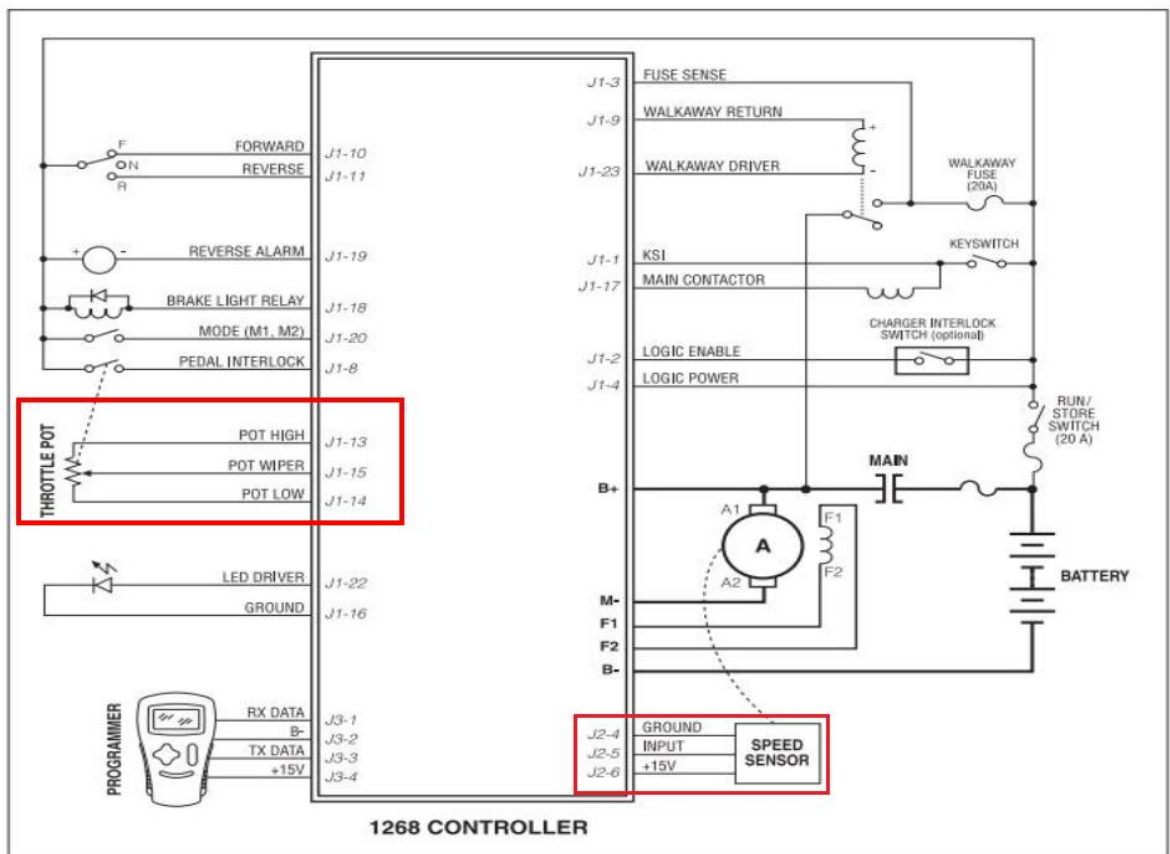 FORWARD
REVERSE
F
N
R
J1-10
J1-11
+ -
REVERSE ALARM
J1-19
BRAKE LIGHT RELAY
J1-18
MODE (M1, M2)
J1-20
PEDAL INTERLOCK
J1-8
THROTTLE POT
POT HIGH
J1-13
POT WIPER
J1-15
POT LOW
J1-14
LED DRIVER
J1-22
GROUND
J1-16
PROGRAMMER
RX DATA
J3-1
B-
J3-2
TX DATA
J3-3
+15V
J3-4
J1-3
FUSE SENSE
J1-9
WALKAWAY RETURN
+
J1-23
WALKAWAY DRIVER
-
WALKAWAY
FUSE
(20A)
KEYSWITCH
J1-1
KSI
J1-17
MAIN CONTACTOR
CHARGER INTERLOCK
SWITCH (optional)
J1-2
LOGIC ENABLE
J1-4
LOGIC POWER
RUN/
STORE
SWITCH
(20 A)
MAIN
B+
A1
A
A2
F1
F2
BATTERY
M-
F1
F2
B-
J2-4
GROUND
J2-5
INPUT
J2-6
+15V
SPEED
SENSOR
1268 CONTROLLER